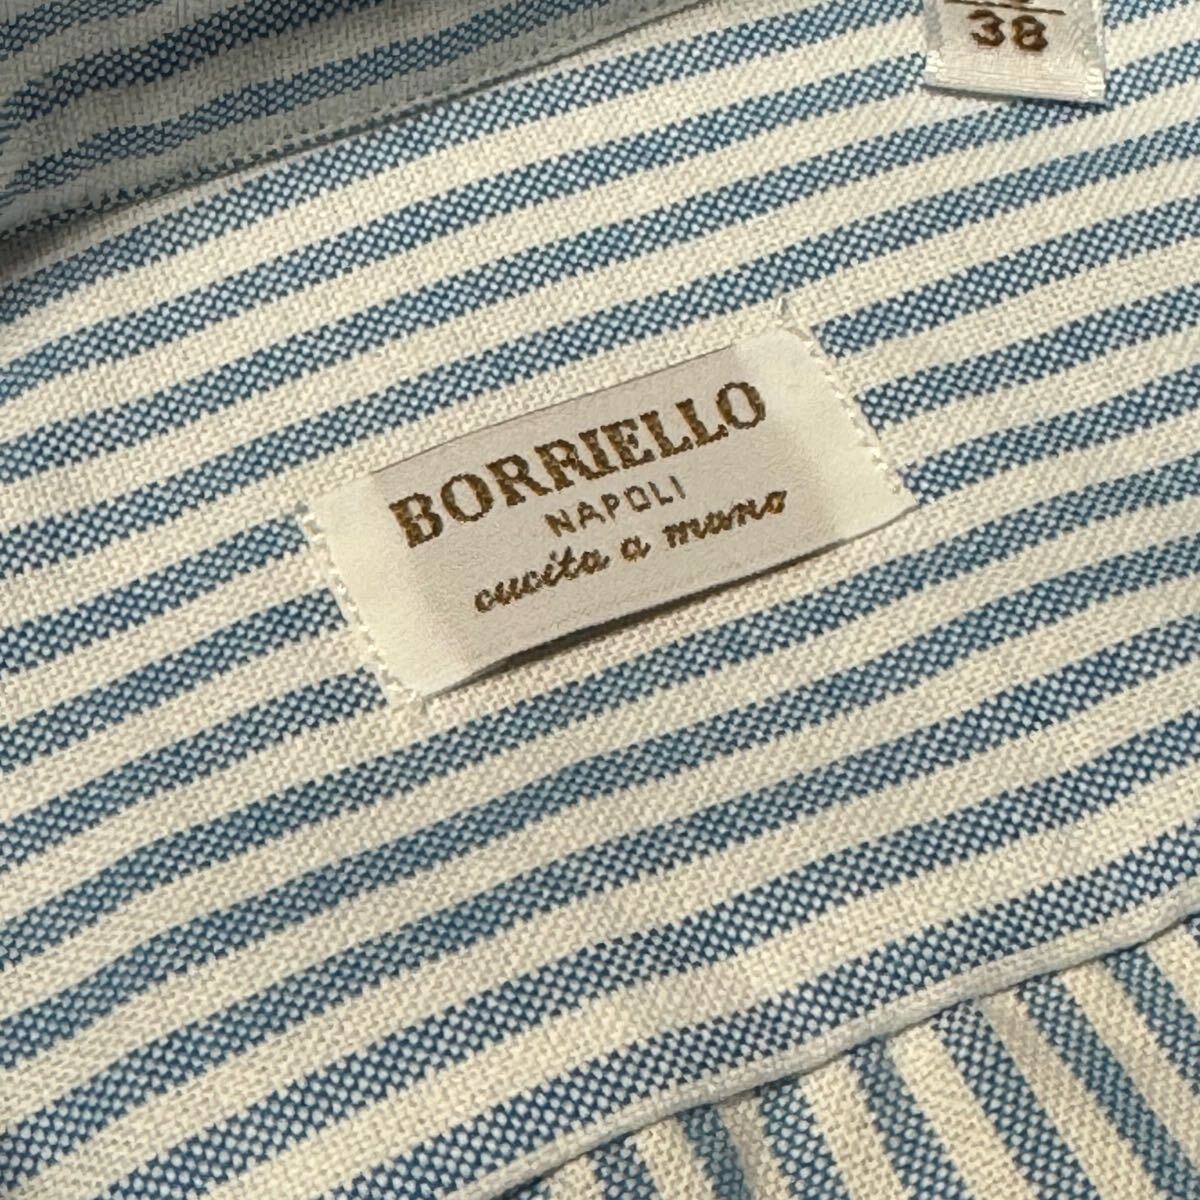 38
BORRIELLO
NAPOLI
cucita a mano